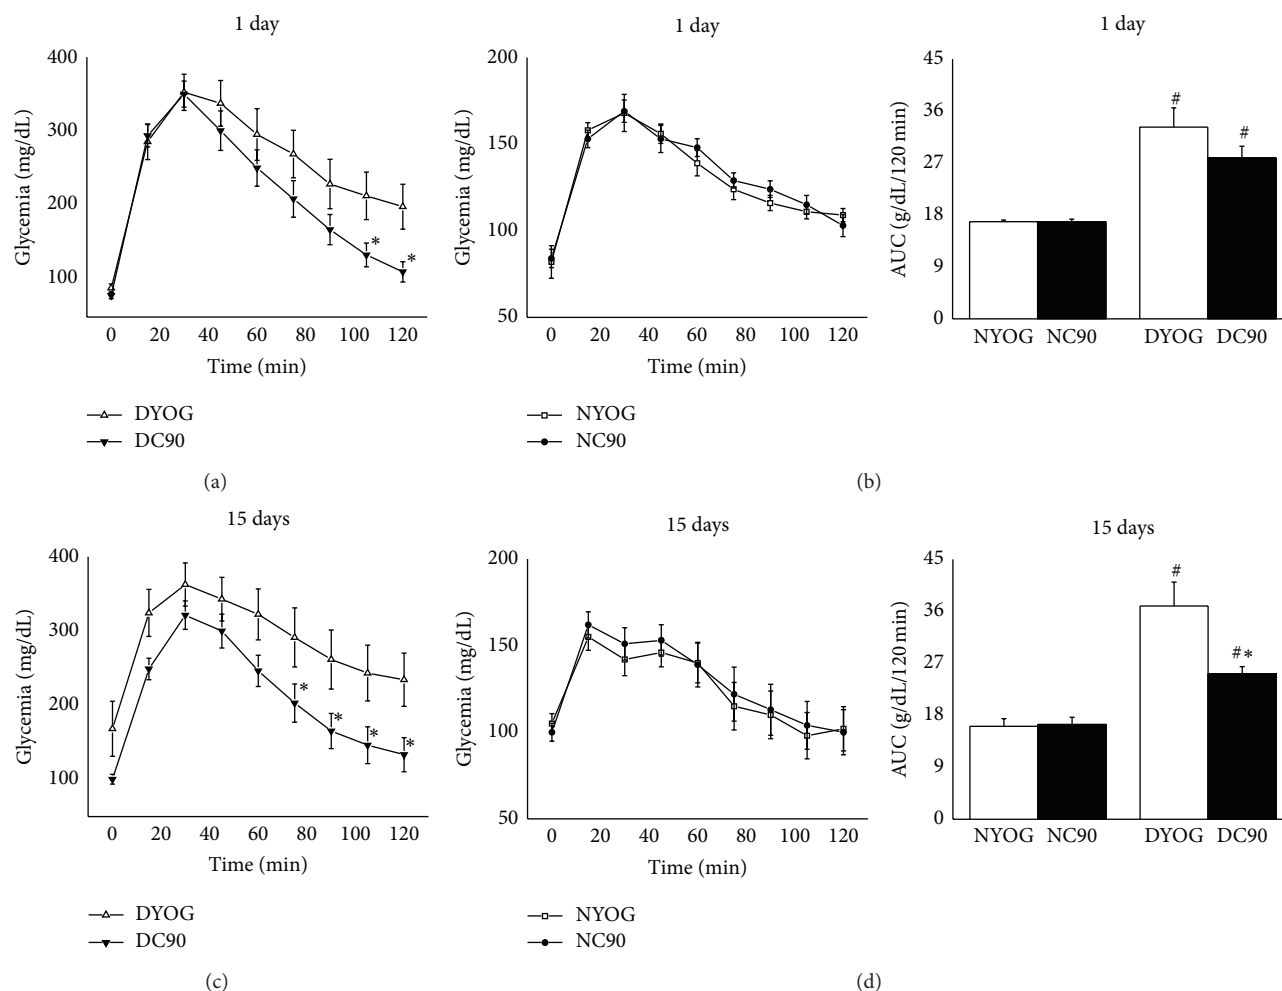 1 day
1 day
1 day
400
300
200
100
Glycemia (mg/dL)
0 20 40 60 80 100 120
Time (min)
* *
DYOG
DC90
(a)
200
150
100
50
Glycemia (mg/dL)
0 20 40 60 80 100 120
Time (min)
NYOG
NC90
(b)
45
36
27
18
9
0
AUC (g/dL/120 min)
# #
NYOG NC90 DYOG DC90
15 days
15 days
15 days
400
300
200
100
Glycemia (mg/dL)
0 20 40 60 80 100 120
Time (min)
* * * *
DYOG
DC90
(c)
200
150
100
50
Glycemia (mg/dL)
0 20 40 60 80 100 120
Time (min)
NYOG
NC90
(d)
45
36
27
18
9
0
AUC (g/dL/120 min)
# #*
NYOG NC90 DYOG DC90